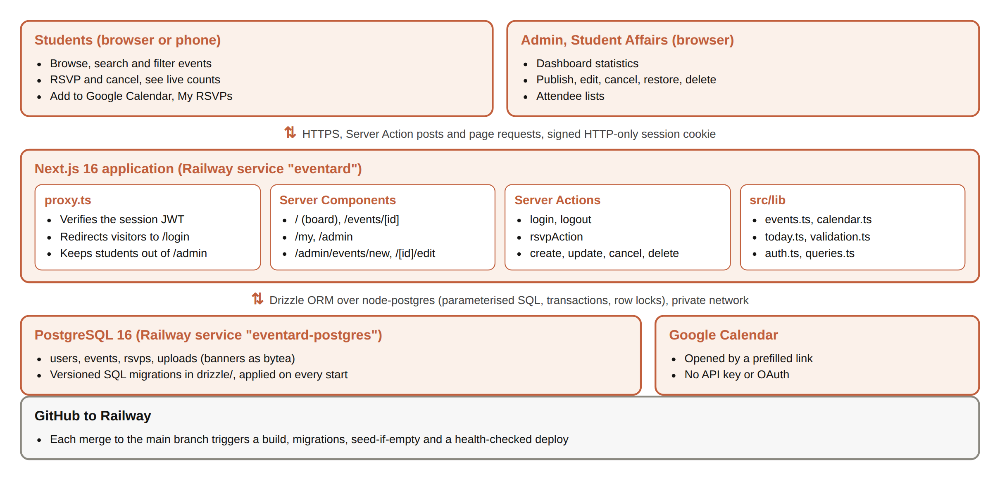 Students (browser or phone)
• Browse, search and filter events
• RSVP and cancel, see live counts
• Add to Google Calendar, My RSVPs
Admin, Student Affairs (browser)
• Dashboard statistics
• Publish, edit, cancel, restore, delete
• Attendee lists
⇅ HTTPS, Server Action posts and page requests, signed HTTP-only session cookie
Next.js 16 application (Railway service "eventard")
proxy.ts
• Verifies the session JWT
• Redirects visitors to /login
• Keeps students out of /admin
Server Components
• / (board), /events/[id]
• /my, /admin
• /admin/events/new, /[id]/edit
Server Actions
• login, logout
• rsvpAction
• create, update, cancel, delete
src/lib
• events.ts, calendar.ts
• today.ts, validation.ts
• auth.ts, queries.ts
⇅ Drizzle ORM over node-postgres (parameterised SQL, transactions, row locks), private network
PostgreSQL 16 (Railway service "eventard-postgres")
• users, events, rsvps, uploads (banners as bytea)
• Versioned SQL migrations in drizzle/, applied on every start
Google Calendar
• Opened by a prefilled link
• No API key or OAuth
GitHub to Railway
• Each merge to the main branch triggers a build, migrations, seed-if-empty and a health-checked deploy